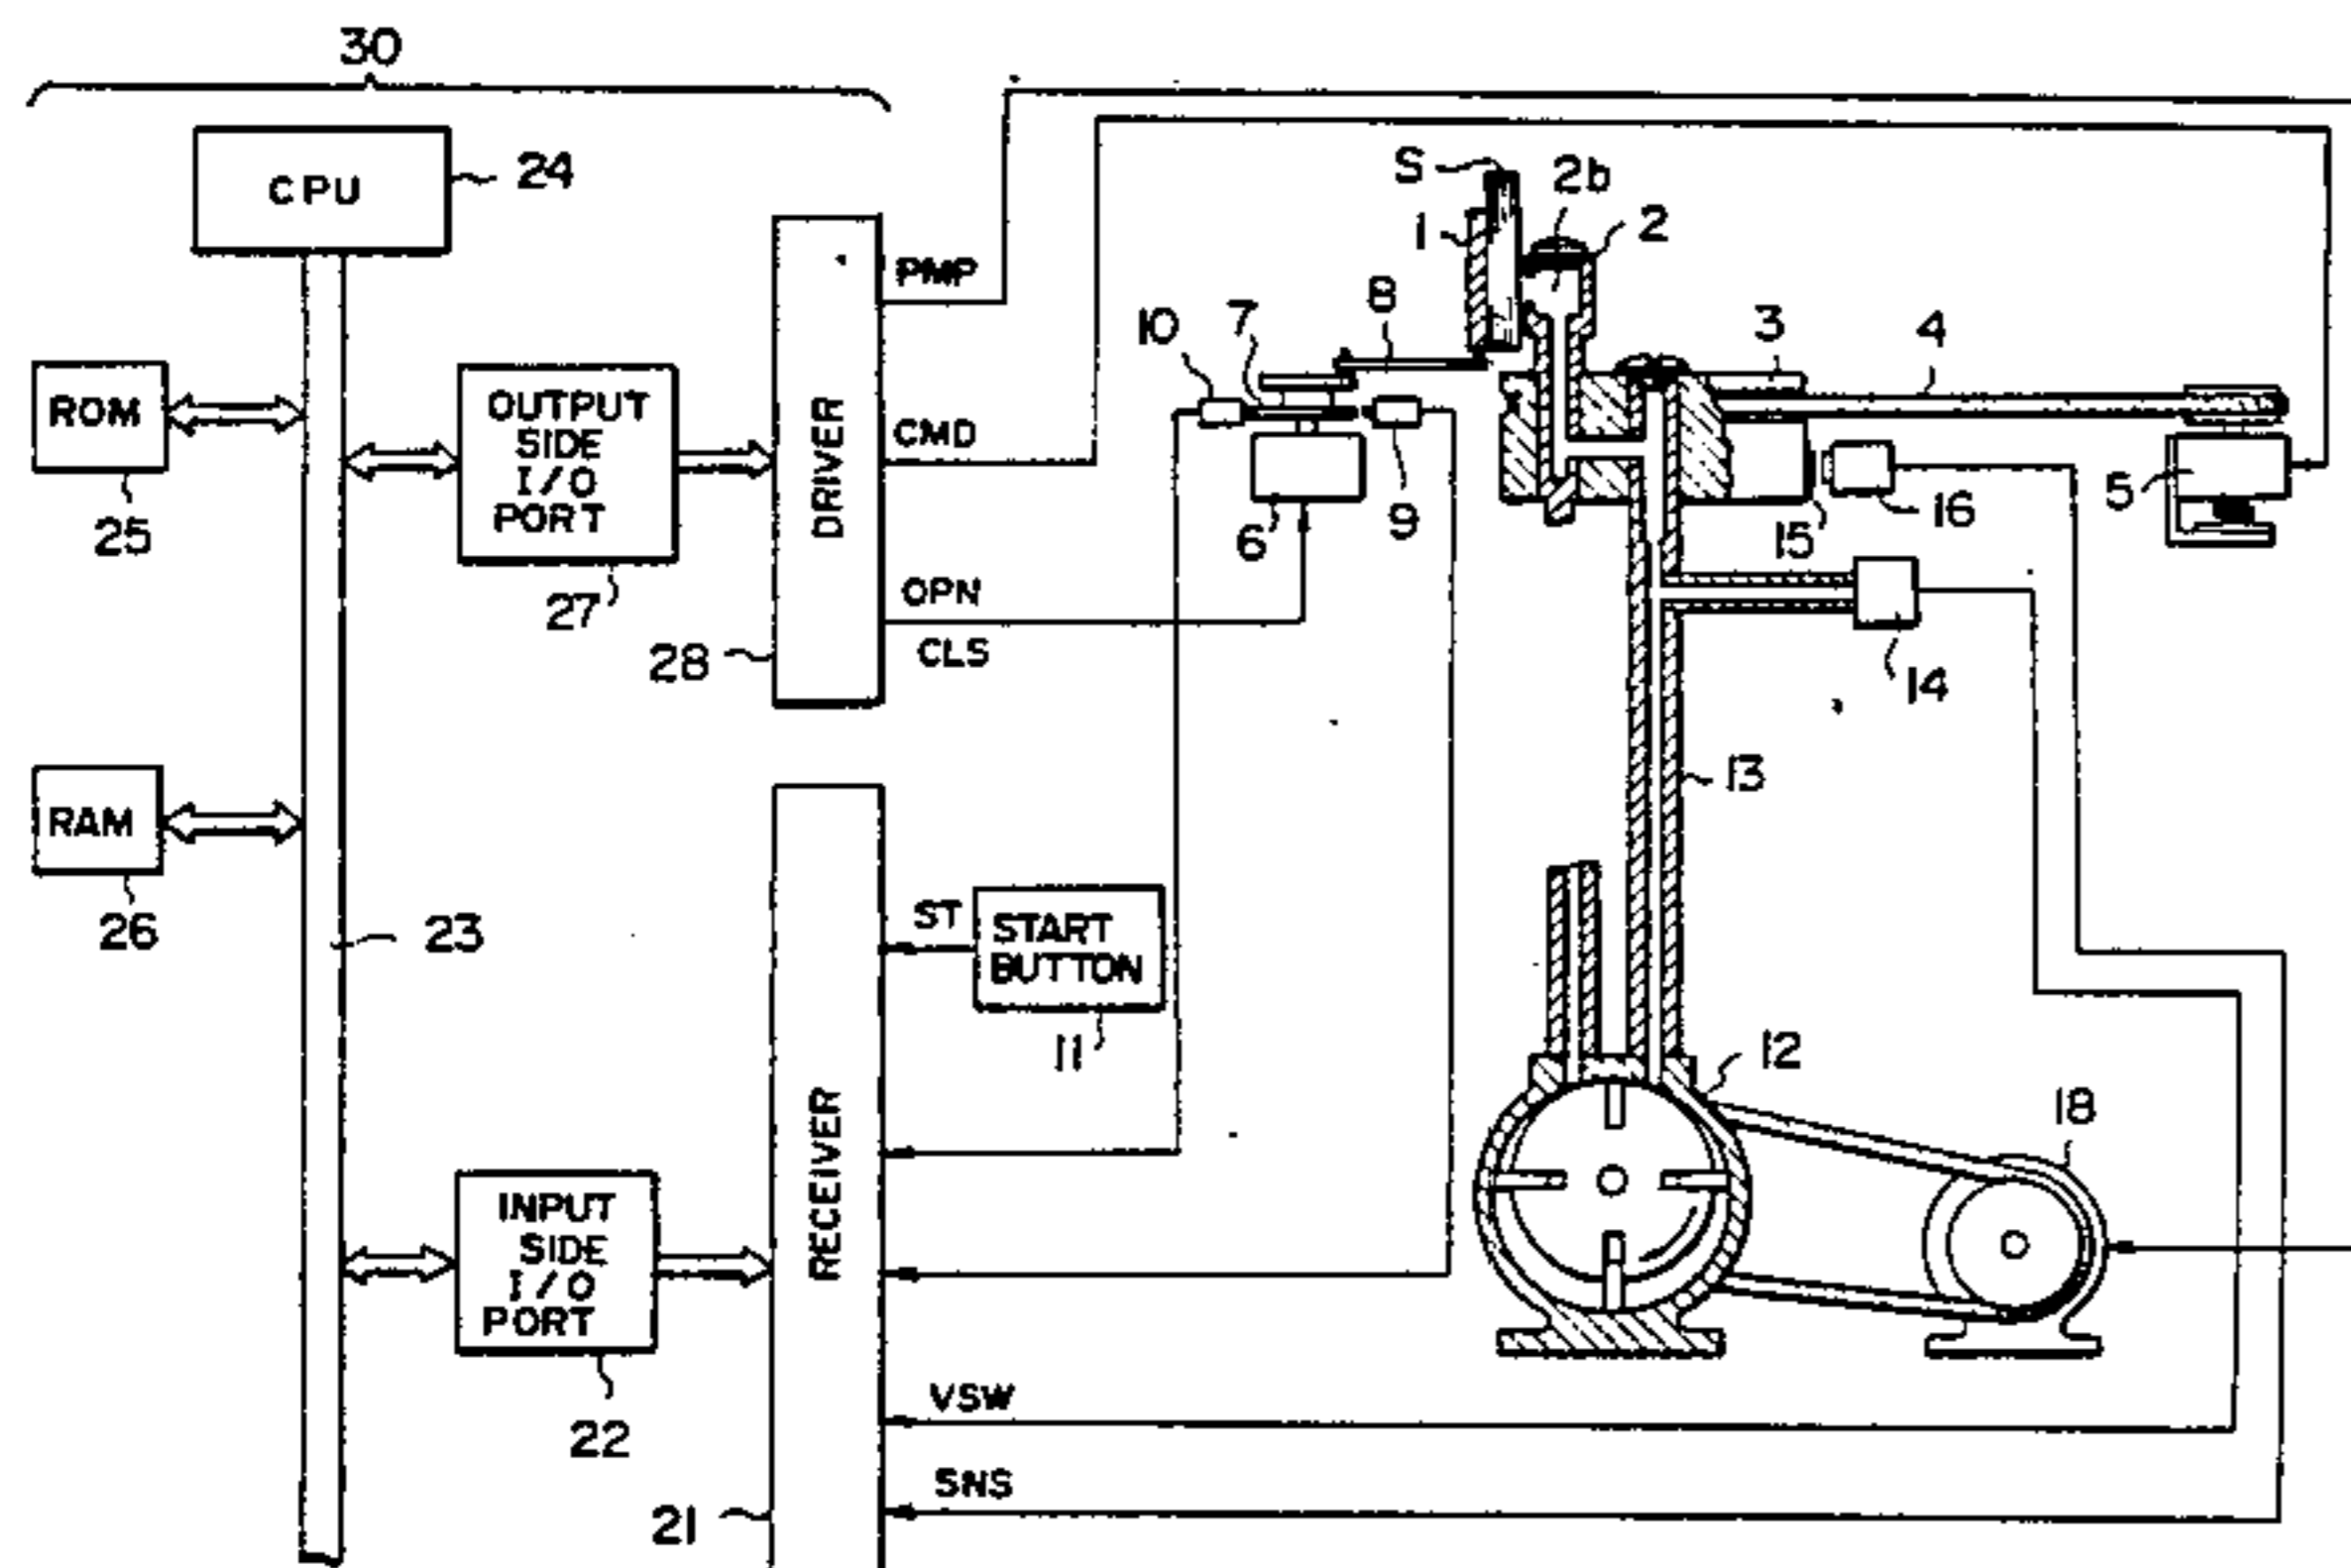 30
CPU
24
S
2b
1
2
PMP
10
7
8
3
4
ROM
25
OUTPUT
SIDE
I/O
PORT
27
DRIVER
28
CMD
6
9
15
16
5
OPN
CLS
14
13
RAM
26
23
ST
START
BUTTON
11
12
18
RECEIVER
INPUT
SIDE
I/O
PORT
22
VSW
SNS
21